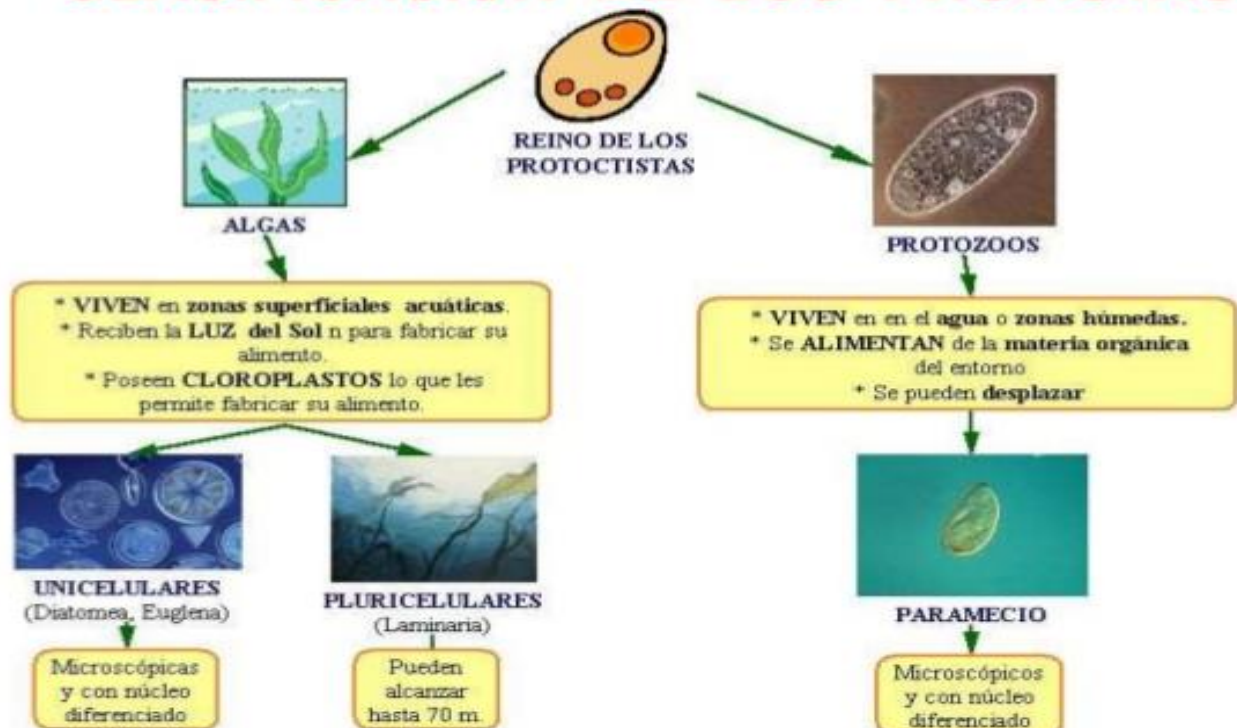 REINO DE LOS
PROTOCTISTAS
ALGAS
* VIVEN en zonas superficiales acuáticas.
* Reciben la LUZ del Sol n para fabricar su
alimento.
* Poseen CLOROPLASTOS lo que les
permite fabricar su alimento.
UNICELULARES
(Diatomea, Euglena)
Microscópicas
y con núcleo
diferenciado
PLURICELULARES
(Laminaria)
Pueden
alcanzar
hasta 70 m.
PROTOZOOS
* VIVEN en en el agua o zonas húmedas.
* Se ALIMENTAN de la materia orgánica
del entorno
* Se pueden desplazar
PARAMECIO
Microscópicos
y con núcleo
diferenciado